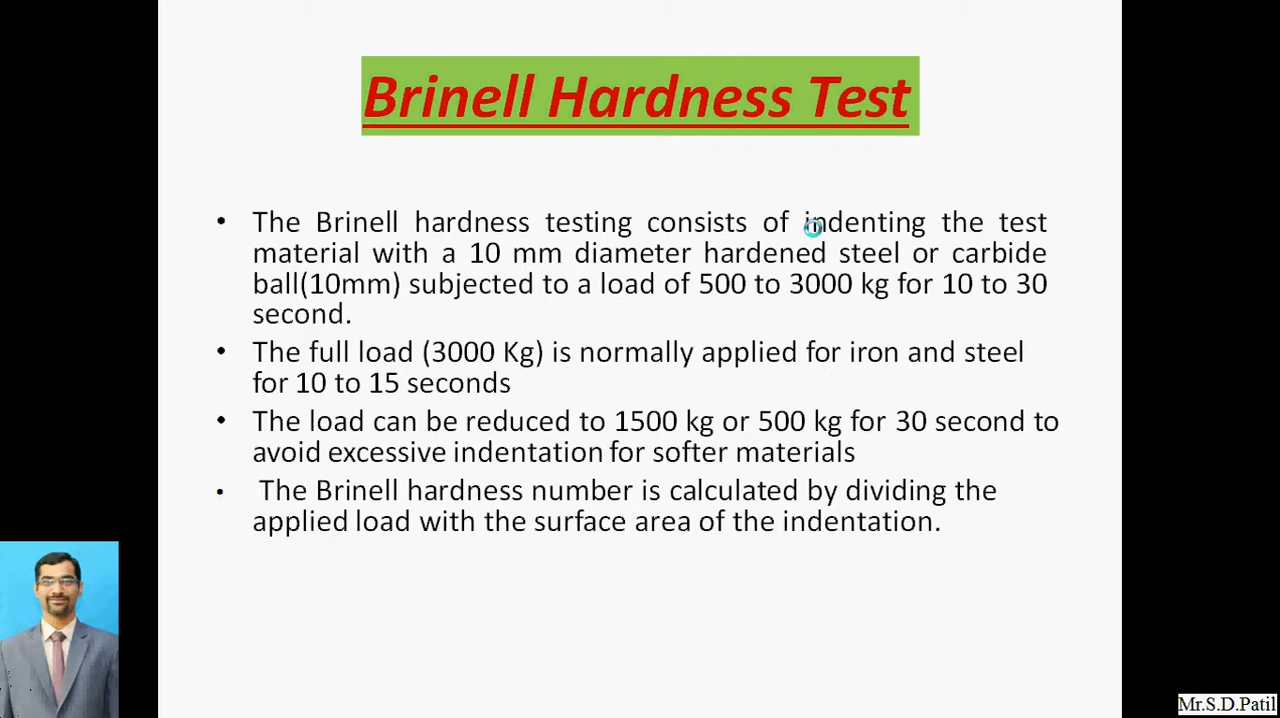 Brinell Hardness Test
• The Brinell hardness testing consists of indenting the test
material with a 10 mm diameter hardened steel or carbide
ball(10mm) subjected to a load of 500 to 3000 kg for 10 to 30
second.
• The full load (3000 Kg) is normally applied for iron and steel
for 10 to 15 seconds
• The load can be reduced to 1500 kg or 500 kg for 30 second to
avoid excessive indentation for softer materials
• The Brinell hardness number is calculated by dividing the
applied load with the surface area of the indentation.
Mr.S.D.Patil